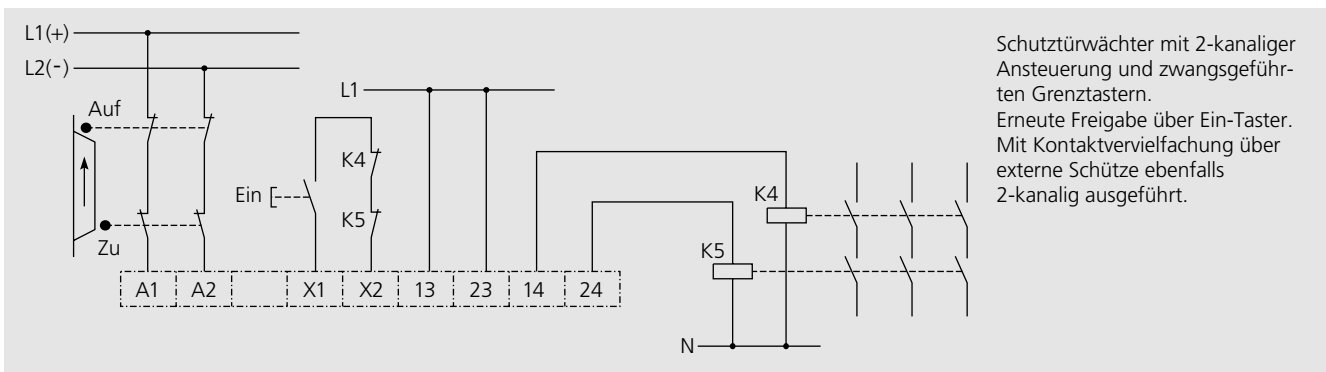 L1(+)
L2(-)
Auf
Zu
Ein
K4
K5
L1
K4
K5
A1 A2 X1 X2 13 23 14 24
N
Schutztürwächter mit 2-kanaliger
Ansteuerung und zwangsgeführ-
ten Grenztastern.
Erneute Freigabe über Ein-Taster.
Mit Kontaktvervielfachung über
externe Schütze ebenfalls
2-kanalig ausgeführt.